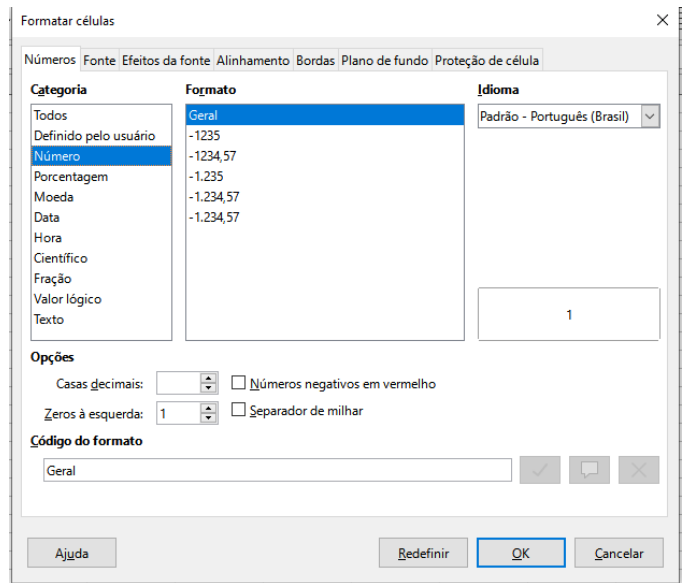 Formatar células
Números Fonte Efeitos da fonte Alinhamento Bordas Plano de fundo Proteção de célula
Categoria
Todos
Definido pelo usuário
Número
Porcentagem
Moeda
Data
Hora
Científico
Fração
Valor lógico
Texto
Formato
Geral
-1235
-1234,57
-1.235
-1.234,57
-1.234,57
Idioma
Padrão - Português (Brasil)
1
Opções
Casas decimais:
Números negativos em vermelho
Zeros à esquerda: 1
Separador de milhar
Código do formato
Geral
Ajuda
Redefinir
OK
Cancelar